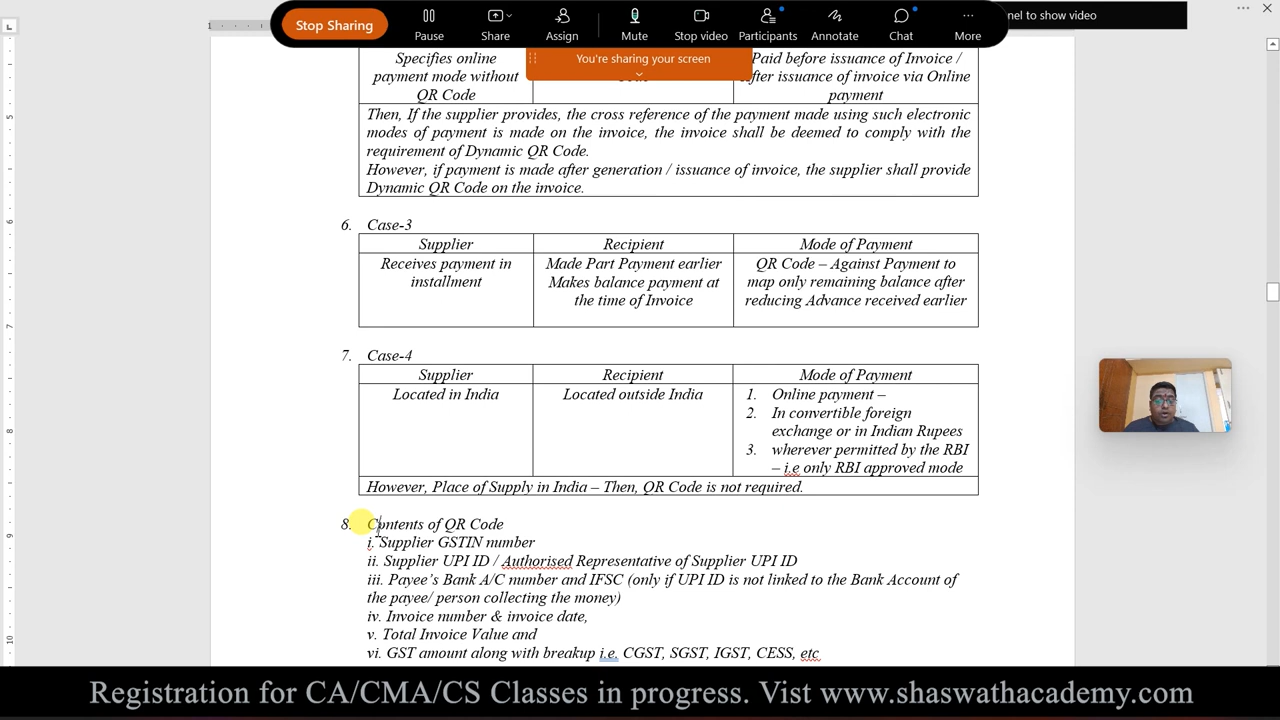 Stop Sharing
Pause
Share
Assign
Mute
Stop video
Participants
Annotate
Chat
More
nel to show video
You're sharing your screen
Specifies online
payment mode without
QR Code
Paid before issuance of Invoice /
fter issuance of invoice via Online
payment
Then, If the supplier provides, the cross reference of the payment made using such electronic
modes of payment is made on the invoice, the invoice shall be deemed to comply with the
requirement of Dynamic QR Code.
However, if payment is made after generation / issuance of invoice, the supplier shall provide
Dynamic QR Code on the invoice.
6. Case-3
Supplier Recipient Mode of Payment
Receives payment in
installment
Made Part Payment earlier
Makes balance payment at
the time of Invoice
QR Code – Against Payment to
map only remaining balance after
reducing Advance received earlier
7. Case-4
Supplier Recipient Mode of Payment
Located in India
Located outside India
1. Online payment –
2. In convertible foreign
exchange or in Indian Rupees
3. wherever permitted by the RBI
– i.e only RBI approved mode
However, Place of Supply in India – Then, QR Code is not required.
8. Contents of QR Code
i. Supplier GSTIN number
ii. Supplier UPI ID / Authorised Representative of Supplier UPI ID
iii. Payee's Bank A/C number and IFSC (only if UPI ID is not linked to the Bank Account of
the payee/ person collecting the money)
iv. Invoice number & invoice date,
v. Total Invoice Value and
vi. GST amount along with breakup i.e. CGST, SGST, IGST, CESS, etc
1
5
6
7
8
9
10
Registration for CA/CMA/CS Classes in progress. Vist www.shaswathacademy.com